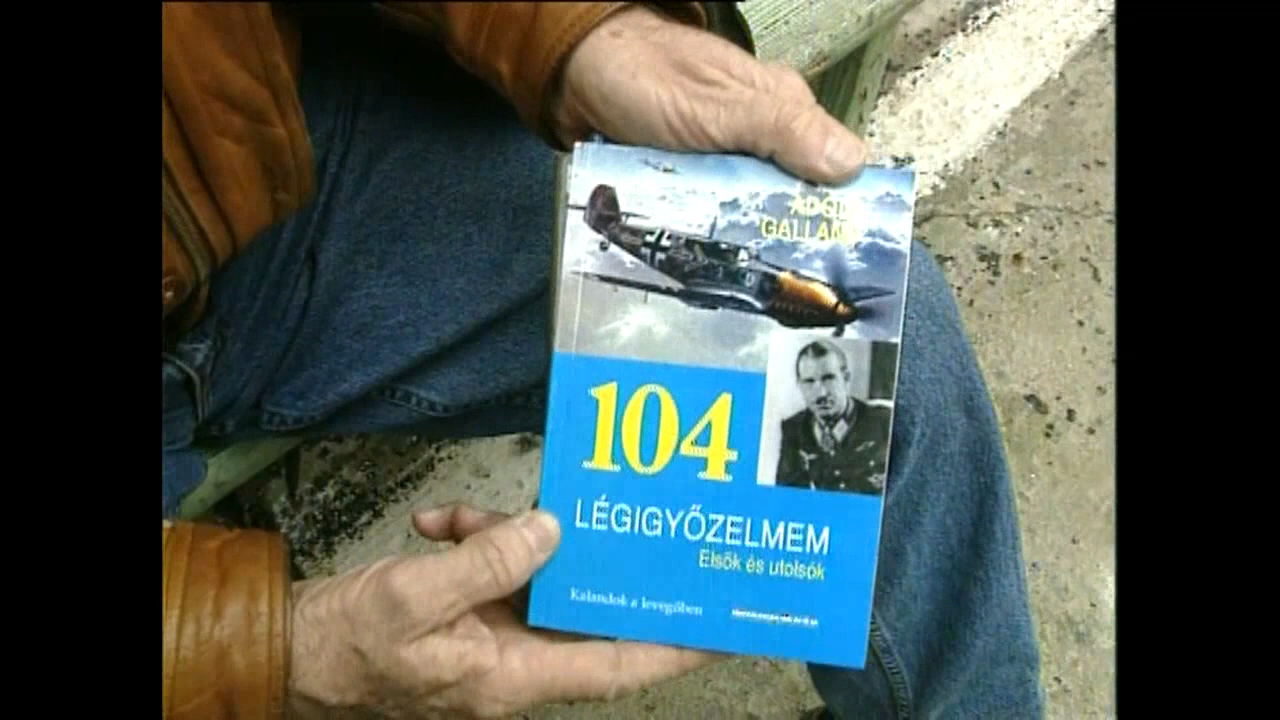 ADOLF
GALLAND
104
LÉGIGYŐZELMEM
Elsők és utolsók
Kalandok a levegőben